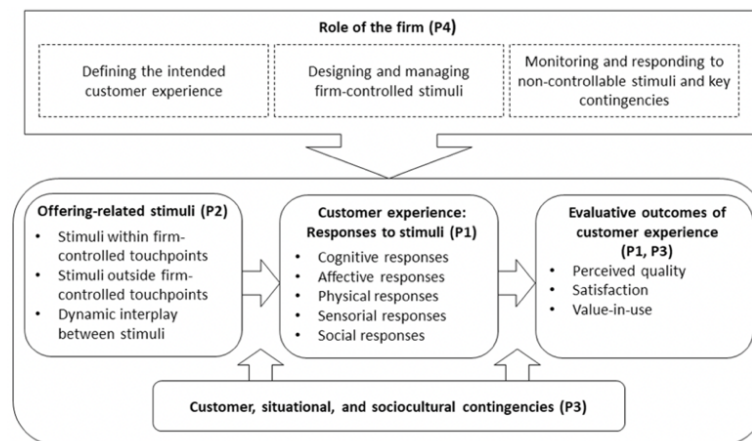 Role of the firm (P4)
Defining the intended
customer experience
Designing and managing
firm-controlled stimuli
Monitoring and responding to
non-controllable stimuli and key
contingencies
Offering-related stimuli (P2)
• Stimuli within firm-
controlled touchpoints
• Stimuli outside firm-
controlled touchpoints
• Dynamic interplay
between stimuli
Customer experience:
Responses to stimuli (P1)
• Cognitive responses
• Affective responses
• Physical responses
• Sensorial responses
• Social responses
Evaluative outcomes of
customer experience
(P1, P3)
• Perceived quality
• Satisfaction
• Value-in-use
Customer, situational, and sociocultural contingencies (P3)